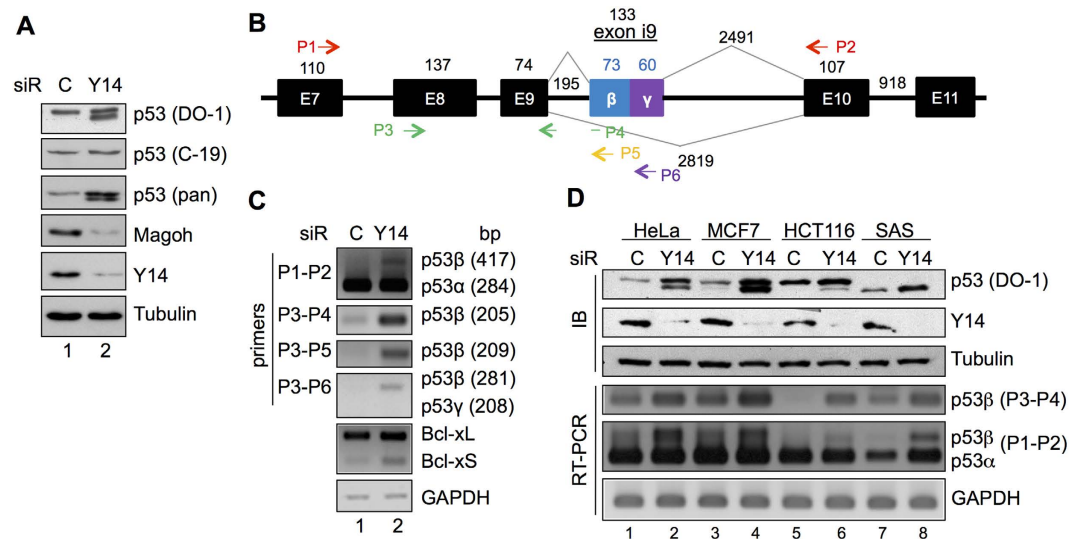 A
siR C Y14
p53 (DO-1)
p53 (C-19)
p53 (pan)
Magoh
Y14
Tubulin
1 2
B
133
exon i9
P1 P2
2491
110 137 74 195 73 60 107 918
E7 E8 E9 β γ E10 E11
P3 P4
P5
P6
2819
C
siR C Y14 bp
primers
P1-P2
p53β (417)
p53α (284)
P3-P4 p53β (205)
P3-P5 p53β (209)
P3-P6
p53β (281)
p53γ (208)
Bcl-xL
Bcl-xS
GAPDH
1 2
D
HeLa MCF7 HCT116 SAS
siR C Y14 C Y14 C Y14 C Y14
IB
p53 (DO-1)
Y14
Tubulin
RT-PCR
p53β (P3-P4)
p53β
p53α
(P1-P2)
GAPDH
1 2 3 4 5 6 7 8